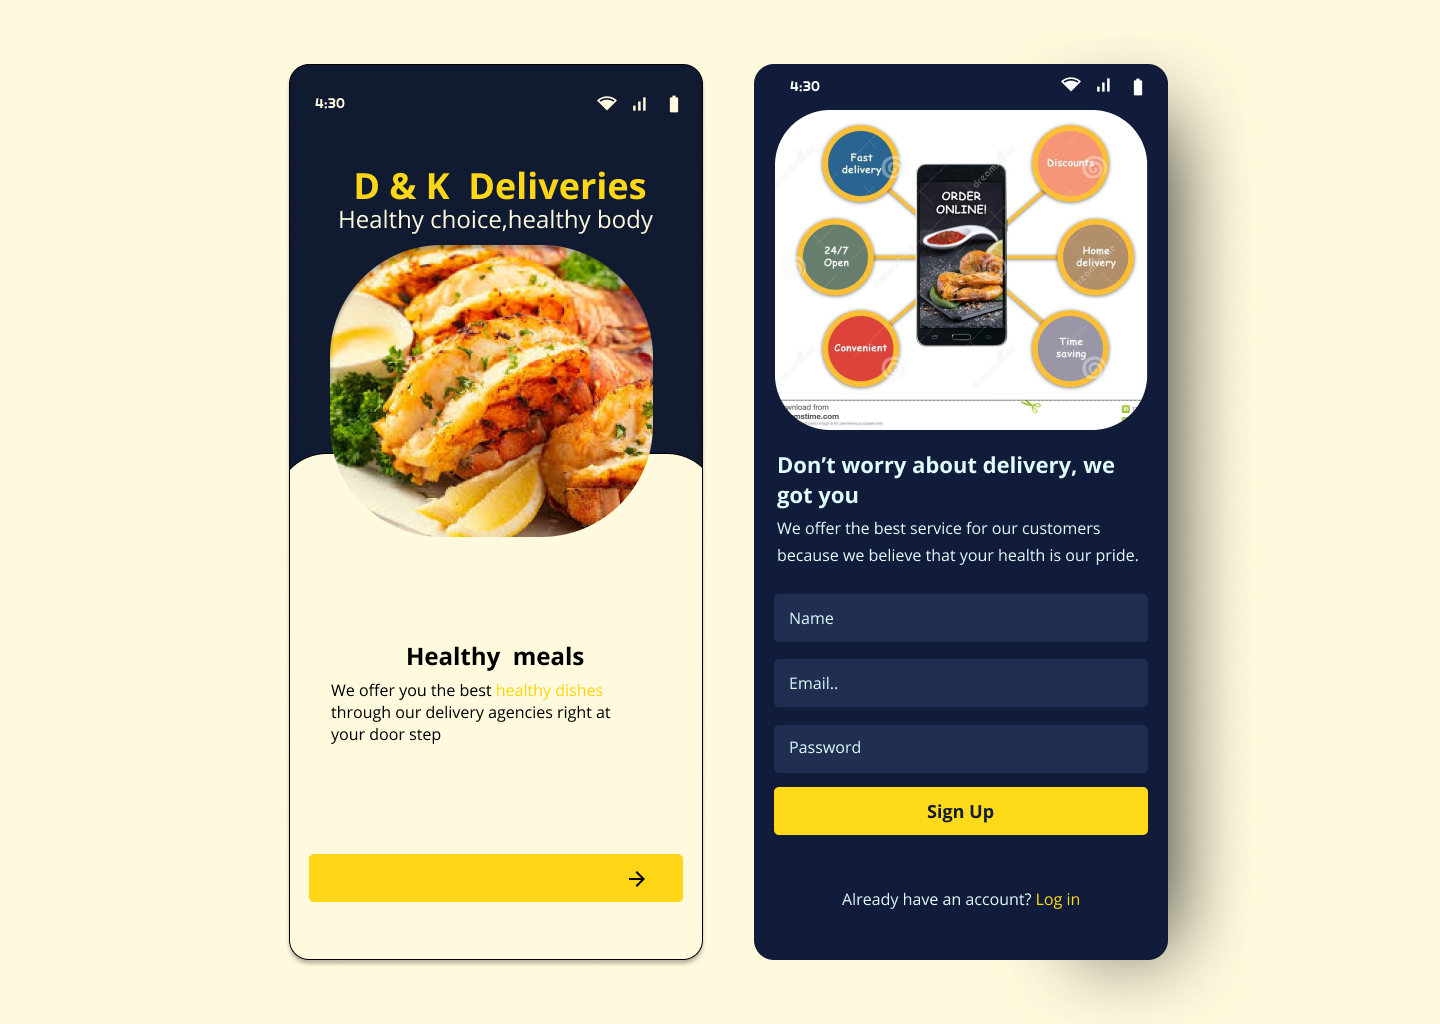 4:30
D & K  Deliveries
Healthy choice,healthy body
Healthy  meals
We offer you the best healthy dishes
through our delivery agencies right at
your door step
4:30
Fast
delivery
Discounts
ORDER
ONLINE!
24/7
Open
Home
delivery
Convenient
Time
saving
wnload from
mstime.com
Don’t worry about delivery, we
got you
We offer the best service for our customers
because we believe that your health is our pride.
Name
Email..
Password
Sign Up
Already have an account? Log in